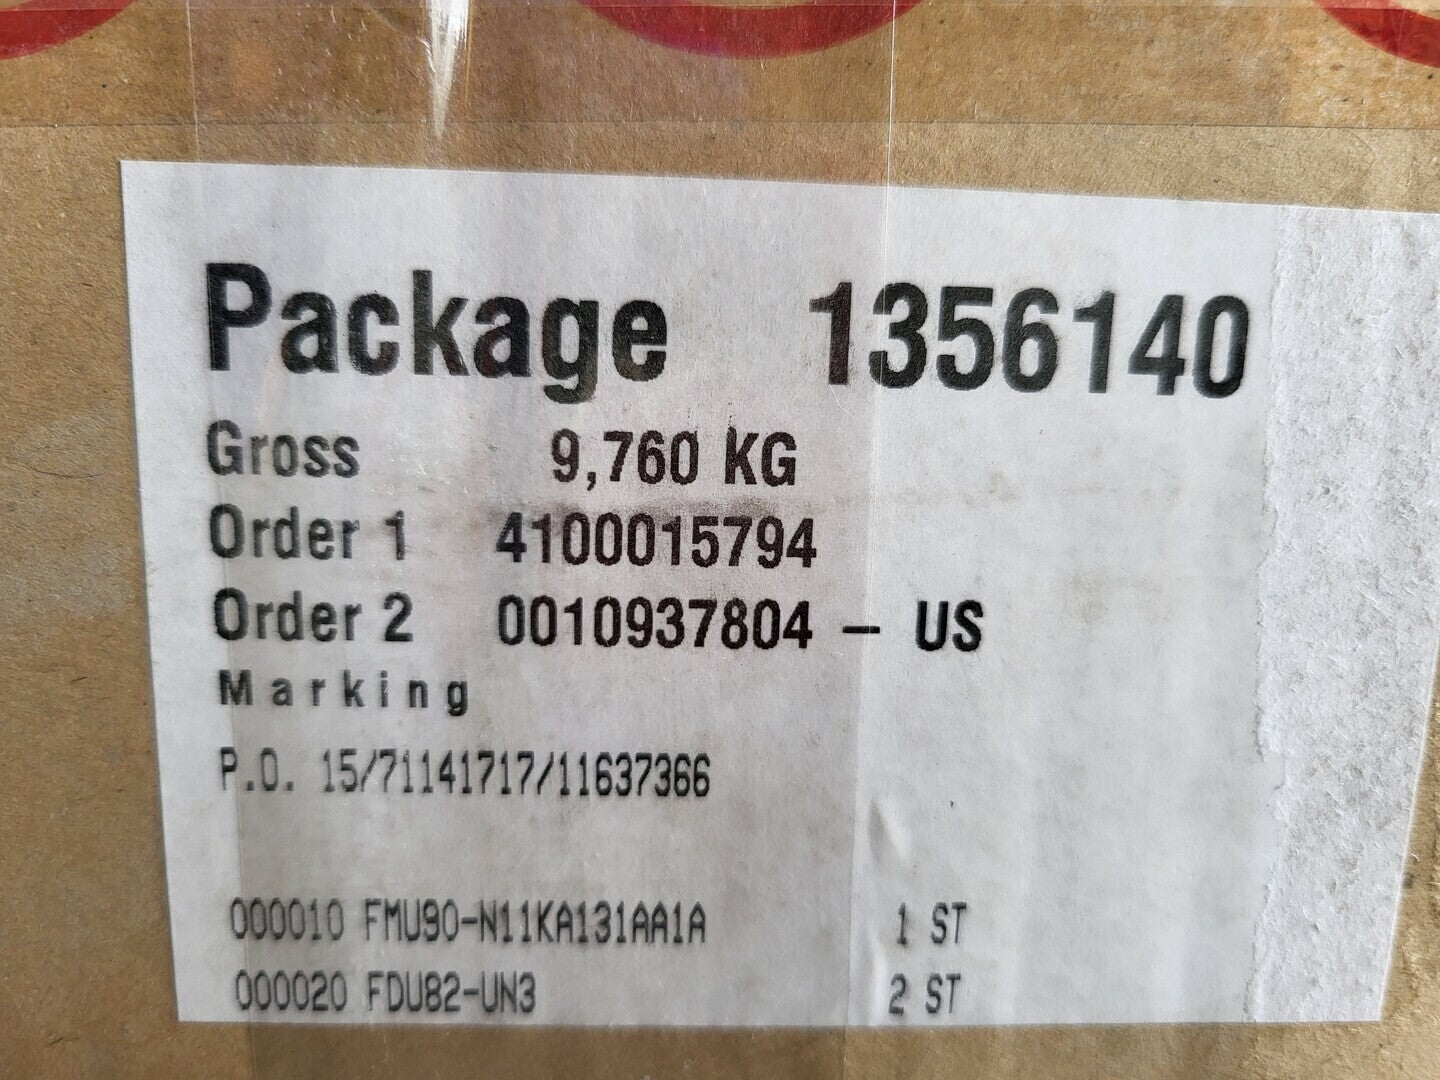 Package 1356140
Gross 9,760 KG
Order 1 4100015794
Order 2 0010937804 – US
Marking
P.O. 15/71141717/11637366
000010 FMU90-N11KA131AA1A 1 ST
000020 FDU82-UN3 2 ST